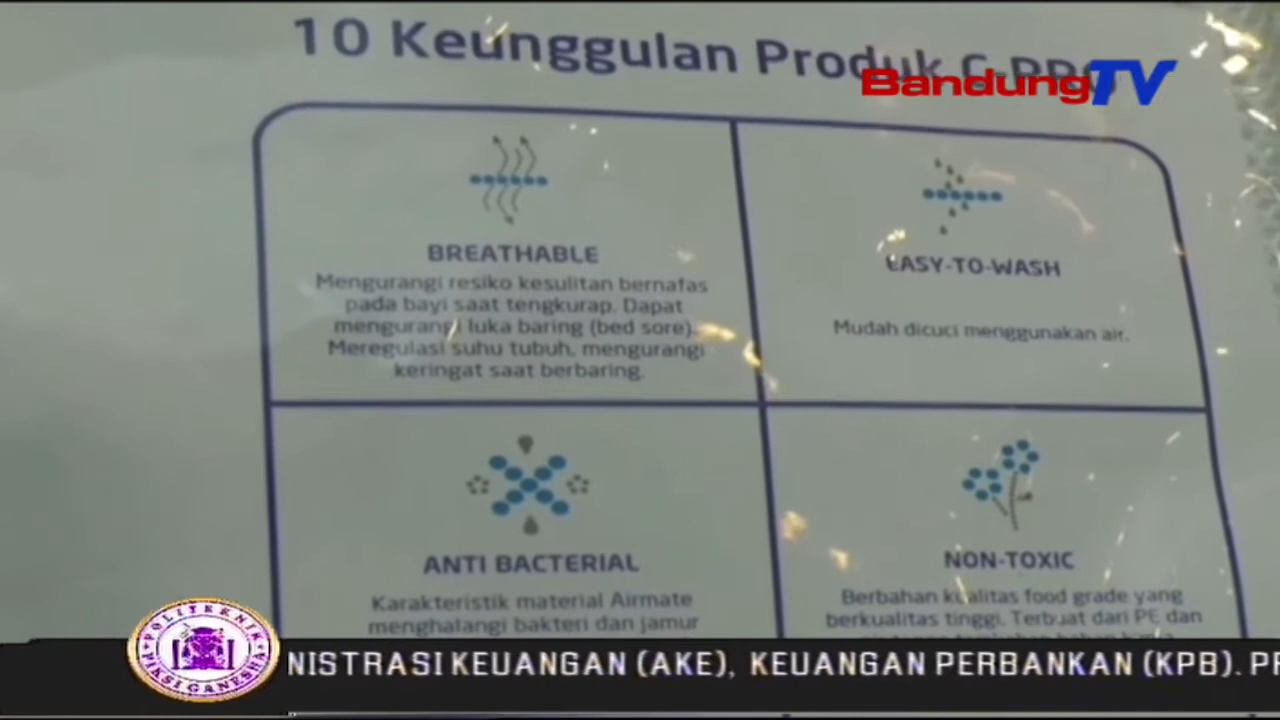 10 Keunggulan Produk
BandungTV
BREATHABLE
Mengurangi resiko kesulitan bernafas
pada bayi saat tengkurap. Dapat
mengurangi luka baring (bed sore).
Meregulasi suhu tubuh, mengurangi
keringat saat berbaring.
EASY-TO-WASH
Mudah dicuci menggunakan air.
ANTI BACTERIAL
Karakteristik material Airmate
menghalangi bakteri dan jamur
NON-TOXIC
Berbahan kualitas food grade yang
berkualitas tinggi. Terbuat dari PE dan
POLITEKNIK
PIKSI GANESHA
NISTRASI KEUANGAN (AKE), KEUANGAN PERBANKAN (KPB). PR